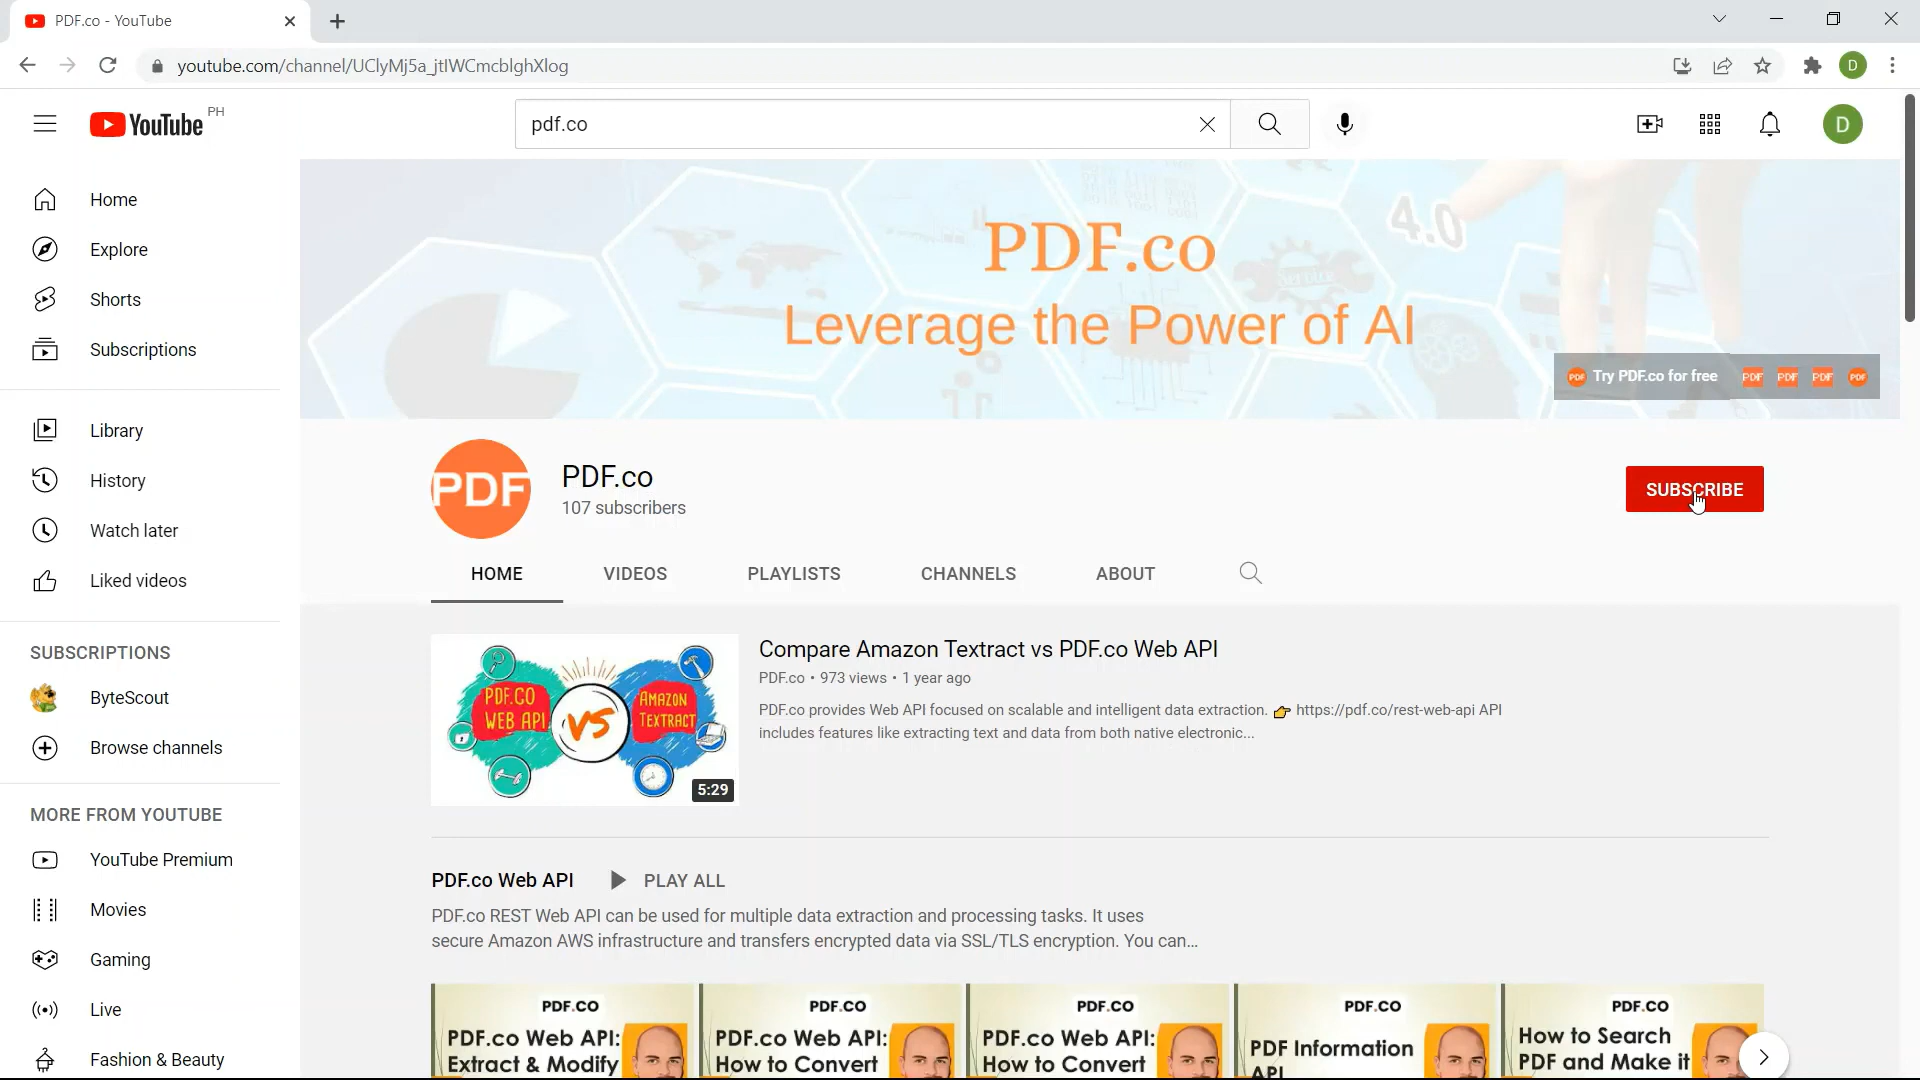 PDF.co - YouTube
youtube.com/channel/UClyMj5a_jtlWCmcblghXlog
YouTube PH
pdf.co
D
D
Home
Explore
Shorts
Subscriptions
Library
History
Watch later
Liked videos
SUBSCRIPTIONS
ByteScout
Browse channels
MORE FROM YOUTUBE
YouTube Premium
Movies
Gaming
Live
Fashion & Beauty
4.0
PDF.co
Leverage the Power of AI
PDF Try PDF.co for free PDF PDF PDF PDF
PDF
PDF.co
107 subscribers
SUBSCRIBE
HOME VIDEOS PLAYLISTS CHANNELS ABOUT
PDF.CO
WEB API
VS
AMAZON
TEXTRACT
5:29
Compare Amazon Textract vs PDF.co Web API
PDF.co • 973 views • 1 year ago
PDF.co provides Web API focused on scalable and intelligent data extraction. 👉 https://pdf.co/rest-web-api API
includes features like extracting text and data from both native electronic...
PDF.co Web API PLAY ALL
PDF.co REST Web API can be used for multiple data extraction and processing tasks. It uses
secure Amazon AWS infrastructure and transfers encrypted data via SSL/TLS encryption. You can...
PDF.CO
PDF.co Web API:
Extract & Modify
PDF.CO
PDF.co Web API:
How to Convert
PDF.CO
PDF.co Web API:
How to Convert
PDF.CO
PDF Information
API
PDF.CO
How to Search
PDF and Make it